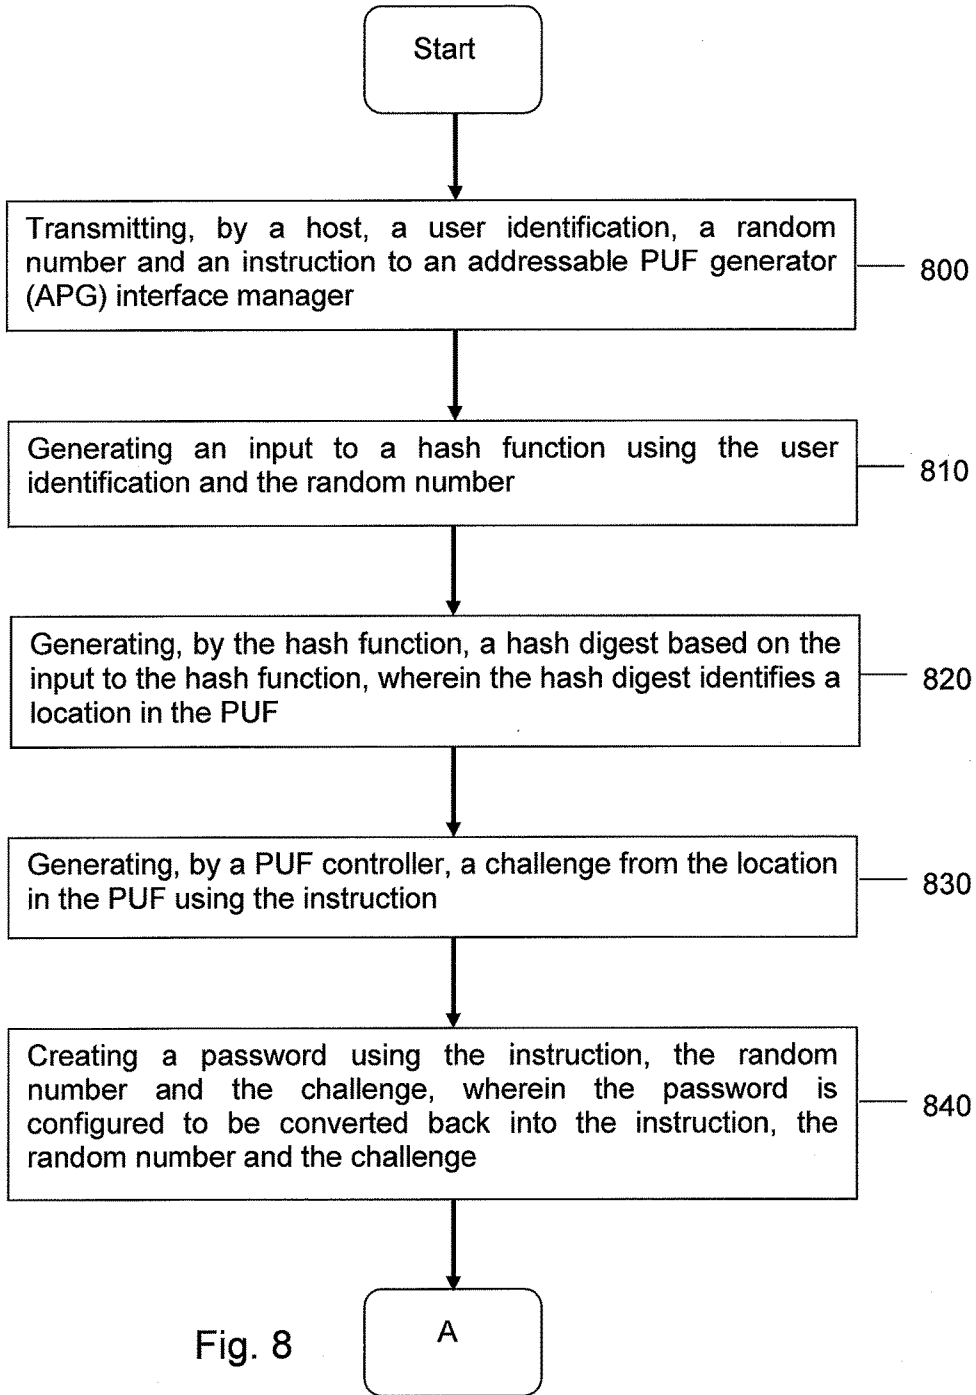 Start
Transmitting, by a host, a user identification, a random
number and an instruction to an addressable PUF generator
(APG) interface manager
800
Generating an input to a hash function using the user
identification and the random number
810
Generating, by the hash function, a hash digest based on the
input to the hash function, wherein the hash digest identifies a
location in the PUF
820
Generating, by a PUF controller, a challenge from the location
in the PUF using the instruction
830
Creating a password using the instruction, the random
number and the challenge, wherein the password is
configured to be converted back into the instruction, the
random number and the challenge
840
A
Fig. 8